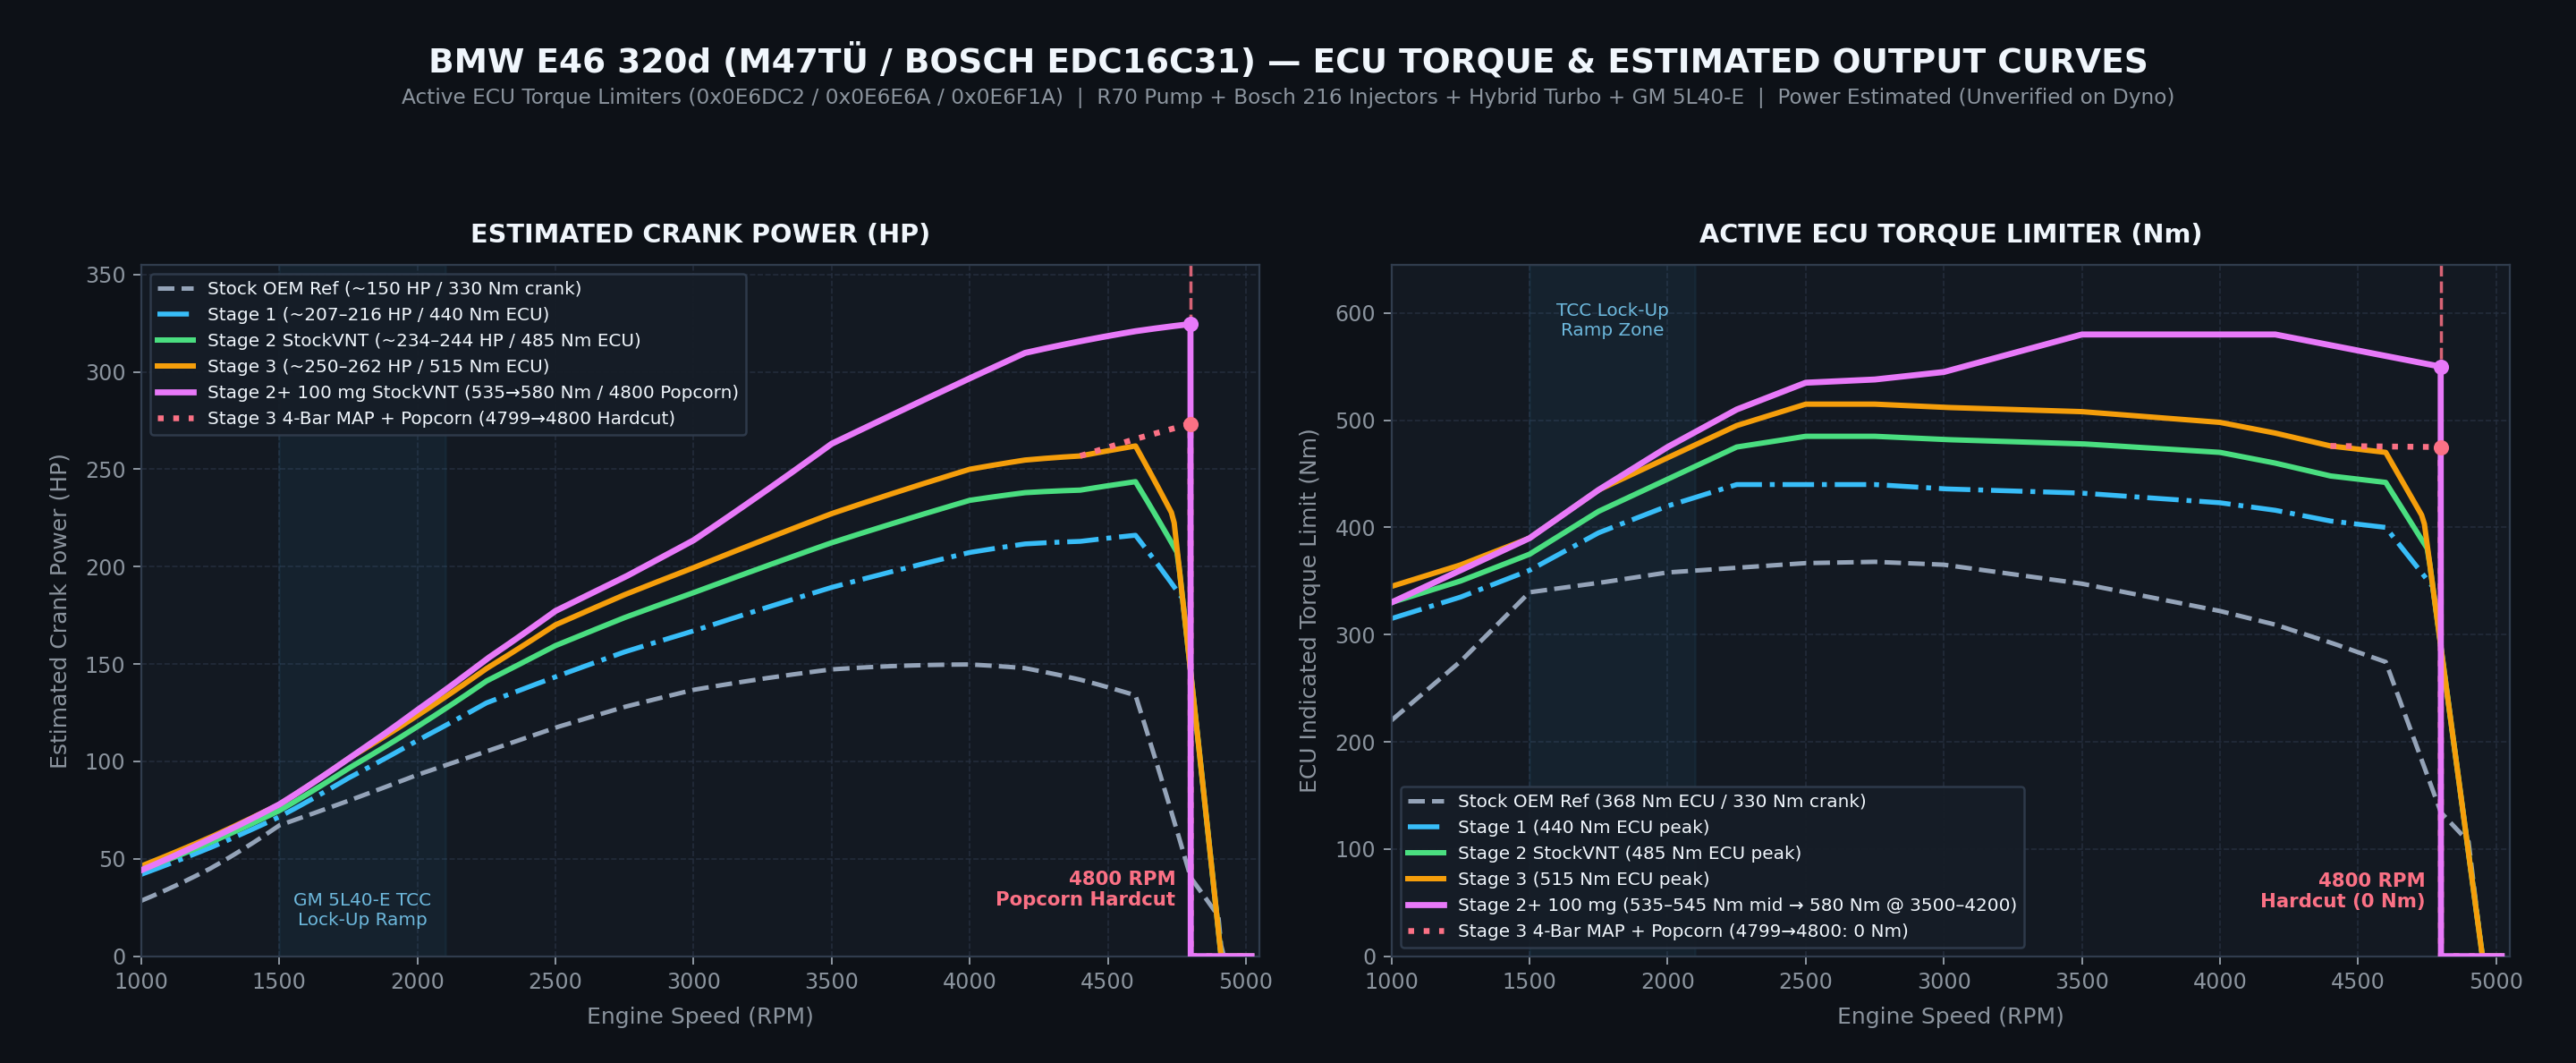 BMW E46 320d (M47TÜ / BOSCH EDC16C31) — ECU TORQUE & ESTIMATED OUTPUT CURVES
Active ECU Torque Limiters (0x0E6DC2 / 0x0E6E6A / 0x0E6F1A) | R70 Pump + Bosch 216 Injectors + Hybrid Turbo + GM 5L40-E | Power Estimated (Unverified on Dyno)
ESTIMATED CRANK POWER (HP)
Estimated Crank Power (HP)
350
300
250
200
150
100
50
0
Stock OEM Ref (~150 HP / 330 Nm crank)
Stage 1 (~207–216 HP / 440 Nm ECU)
Stage 2 StockVNT (~234–244 HP / 485 Nm ECU)
Stage 3 (~250–262 HP / 515 Nm ECU)
Stage 2+ 100 mg StockVNT (535→580 Nm / 4800 Popcorn)
Stage 3 4-Bar MAP + Popcorn (4799→4800 Hardcut)
GM 5L40-E TCC
Lock-Up Ramp
4800 RPM
Popcorn Hardcut
1000 1500 2000 2500 3000 3500 4000 4500 5000
Engine Speed (RPM)
ACTIVE ECU TORQUE LIMITER (Nm)
ECU Indicated Torque Limit (Nm)
600
500
400
300
200
100
0
TCC Lock-Up
Ramp Zone
Stock OEM Ref (368 Nm ECU / 330 Nm crank)
Stage 1 (440 Nm ECU peak)
Stage 2 StockVNT (485 Nm ECU peak)
Stage 3 (515 Nm ECU peak)
Stage 2+ 100 mg (535–545 Nm mid → 580 Nm @ 3500–4200)
Stage 3 4-Bar MAP + Popcorn (4799→4800: 0 Nm)
4800 RPM
Hardcut (0 Nm)
1000 1500 2000 2500 3000 3500 4000 4500 5000
Engine Speed (RPM)